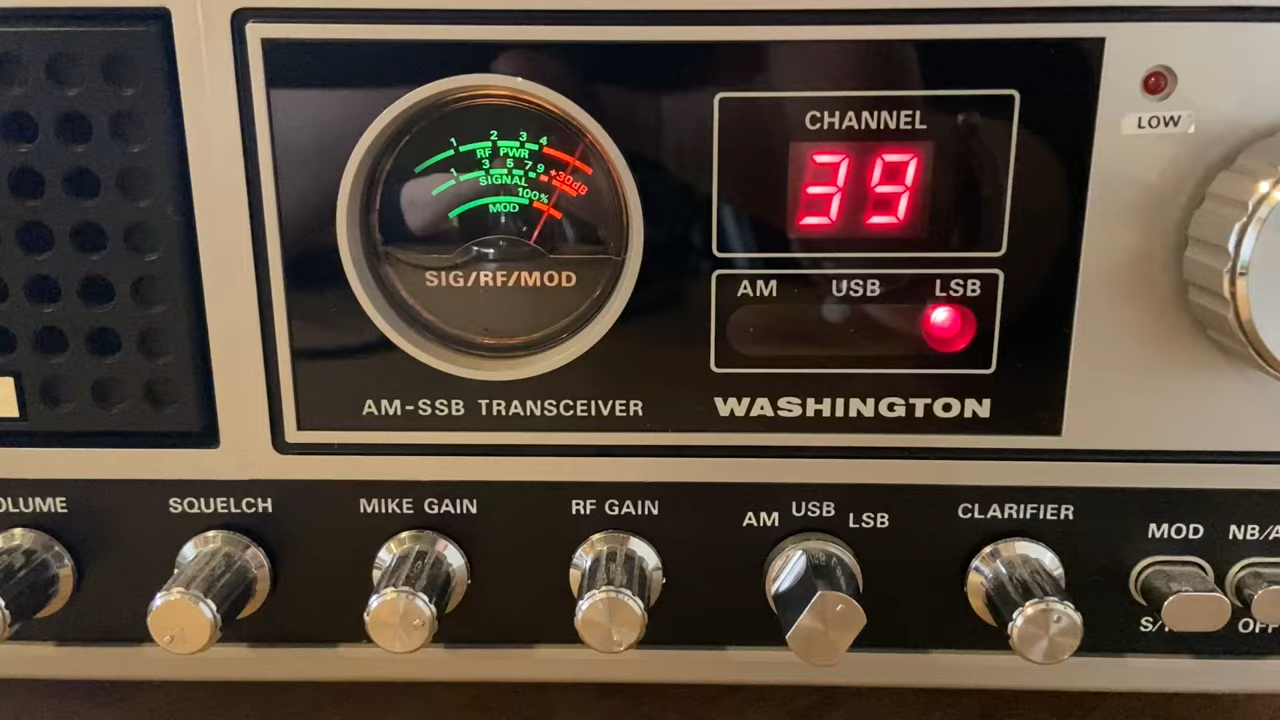 1 2 3 4
RF PWR
1 3 5 7 9 +30dB
SIGNAL
100%
MOD
SIG/RF/MOD
AM-SSB TRANSCEIVER
CHANNEL
39
AM USB LSB
WASHINGTON
LOW
OLUME
SQUELCH
MIKE GAIN
RF GAIN
AM USB LSB
CLARIFIER
MOD
NB/A
S/
OFF